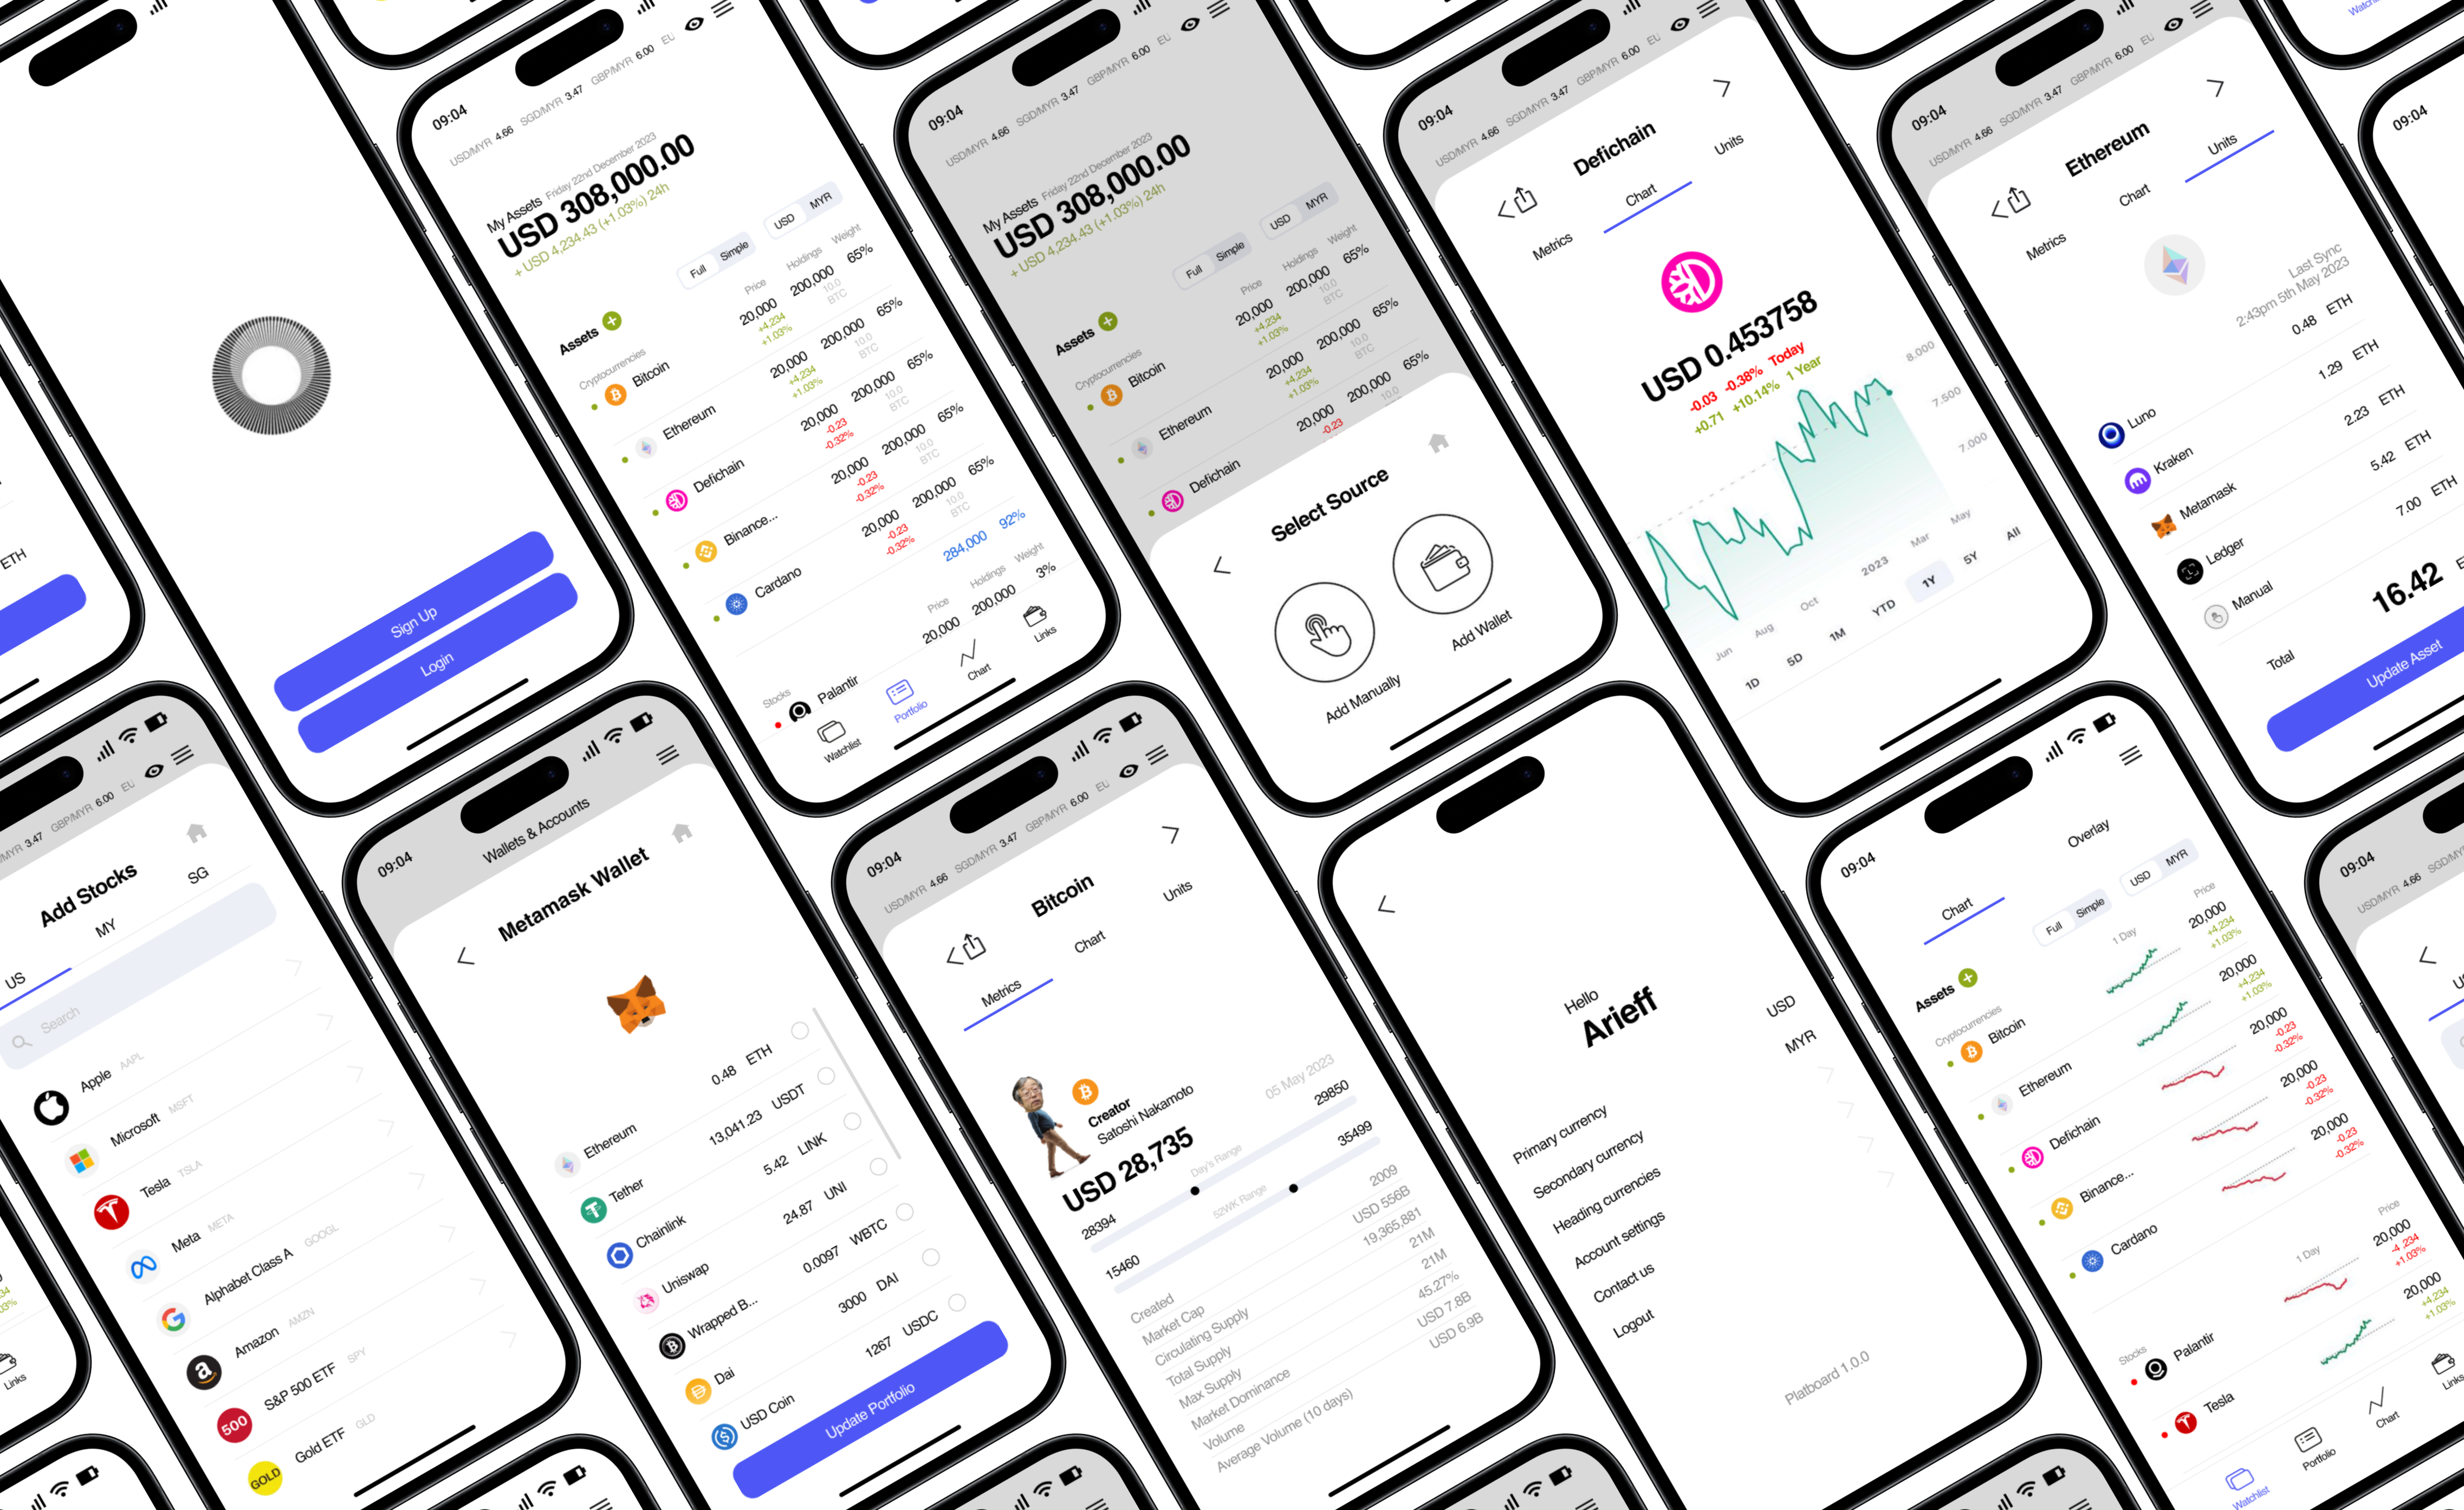 ETH
Sign Up
Login
09:04
USD/MYR 4.66 SGD/MYR 3.47 GBP/MYR 6.00 EU
My Assets Friday 22nd December 2023
USD 308,000.00
+ USD 4,234.43 (+1.03%) 24h
Full Simple USD MYR
Assets
Price Holdings Weight
Cryptocurrencies
Bitcoin 20,000 200,000 65%
+4,234 10.0
+1.03% BTC
Ethereum 20,000 200,000 65%
+4,234 10.0
+1.03% BTC
Defichain 20,000 200,000 65%
-0.23 10.0
-0.32% BTC
Binance... 20,000 200,000 65%
-0.23 10.0
-0.32% BTC
Cardano 20,000 200,000 65%
-0.23 10.0
-0.32% BTC
284,000 92%
Price Holdings Weight
Stocks
Palantir 20,000 200,000 3%
Watchlist Portfolio Chart Links
09:04
USD/MYR 4.66 SGD/MYR 3.47 GBP/MYR 6.00 EU
My Assets Friday 22nd December 2023
USD 308,000.00
+ USD 4,234.43 (+1.03%) 24h
Full Simple USD MYR
Assets
Price Holdings Weight
Cryptocurrencies
Bitcoin 20,000 200,000 65%
+4,234 10.0
+1.03% BTC
Ethereum 20,000 200,000 65%
+4,234 10.0
+1.03% BTC
Defichain 20,000 200,000 65%
-0.23 10.0
Select Source
Add Manually
Add Wallet
09:04
USD/MYR 4.66 SGD/MYR 3.47 GBP/MYR 6.00 EU
Defichain
Metrics Chart Units
USD 0.453758
-0.03 -0.38% Today
+0.71 +10.14% 1 Year
8.000
7.500
7.000
Jun Aug Oct 2023 Mar May
1D 5D 1M YTD 1Y 5Y All
09:04
USD/MYR 4.66 SGD/MYR 3.47 GBP/MYR 6.00 EU
Ethereum
Metrics Chart Units
Last Sync
2:43pm 5th May 2023
Luno 0.48 ETH
Kraken 1.29 ETH
Metamask 2.23 ETH
Ledger 5.42 ETH
Manual 7.00 ETH
Total 16.42
Update Asset
09:04
3.47 GBP/MYR 6.00 EU
Add Stocks
US MY SG
Search
Apple AAPL
Microsoft MSFT
Tesla TSLA
Meta META
Alphabet Class A GOOGL
Amazon AMZN
500 S&P 500 ETF SPY
GOLD Gold ETF GLD
Links
09:04
Wallets & Accounts
Metamask Wallet
Ethereum 0.48 ETH
Tether 13,041.23 USDT
Chainlink 5.42 LINK
Uniswap 24.87 UNI
Wrapped B... 0.0097 WBTC
Dai 3000 DAI
USD Coin 1267 USDC
Update Portfolio
09:04
USD/MYR 4.66 SGD/MYR 3.47 GBP/MYR 6.00 EU
Bitcoin
Metrics Chart Units
Creator
Satoshi Nakamoto
USD 28,735
05 May 2023
28394 Day's Range 29850
15460 52WK Range 35499
Created 2009
Market Cap USD 556B
Circulating Supply 19,365,881
Total Supply 21M
Max Supply 21M
Market Dominance 45.27%
Volume USD 7.8B
Average Volume (10 days) USD 6.9B
Hello
Arieff
Primary currency USD
Secondary currency MYR
Heading currencies
Account settings
Contact us
Logout
Platboard 1.0.0
09:04
Chart Overlay
Full Simple USD MYR
Assets
1 Day Price
Cryptocurrencies
Bitcoin 20,000
+4,234
+1.03%
Ethereum 20,000
+4,234
+1.03%
Defichain 20,000
-0.23
-0.32%
Binance... 20,000
-0.23
-0.32%
Cardano 20,000
-0.23
-0.32%
1 Day Price
Stocks
Palantir 20,000
-4,234
+1.03%
Tesla 20,000
+4,234
+1.03%
Watchlist Portfolio Chart Links
09:04
USD/MYR 4.66